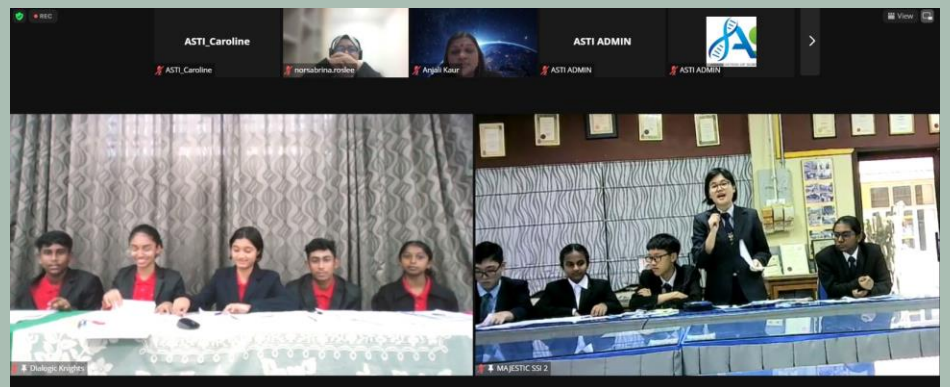 REC
View
ASTI_Caroline
ASTI ADMIN
ASTI_Caroline
norsabrina.roslee
Anjali Kaur
ASTI ADMIN
ASTI ADMIN
Dialogic Knights
MAJESTIC SSI 2